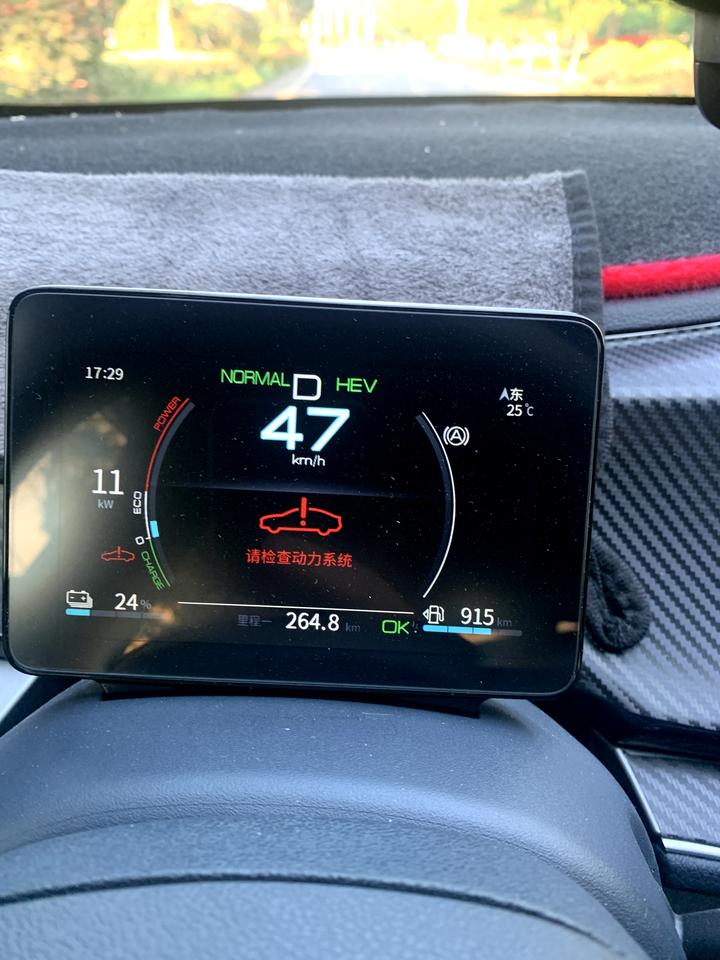 17:29
NORMAL D HEV
东
25℃
47
km/h
POWER
11
kW
ECO
0
CHARGE
请检查动力系统
24%
里程一 264.8 km
OK
915 km
A